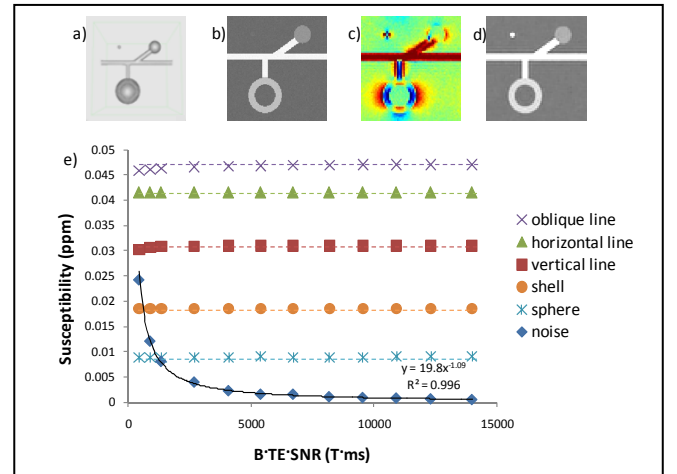 a)
b)
c)
d)
e)
0.05
0.045
0.04
0.035
0.03
0.025
0.02
0.015
0.01
0.005
0
Susceptibility (ppm)
oblique line
horizontal line
vertical line
shell
sphere
noise
y = 19.8x^-1.09
R² = 0.996
0
5000
10000
15000
B·TE·SNR (T·ms)